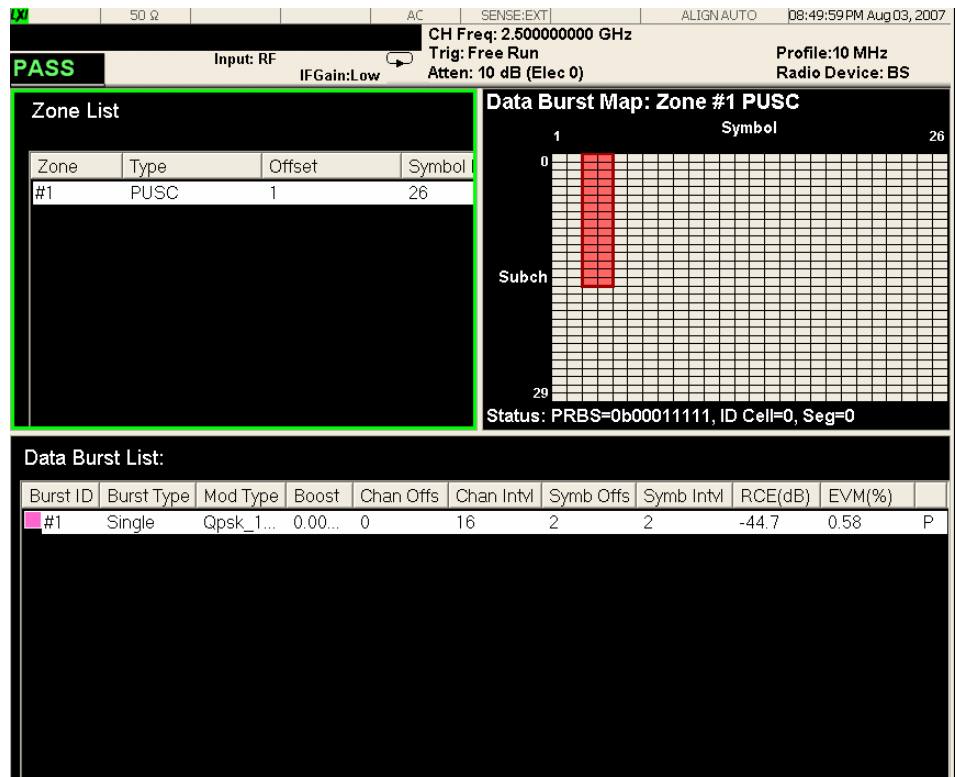 LXI 50 Ω AC SENSE:EXT ALIGN AUTO 08:49:59 PM Aug 03, 2007
CH Freq: 2.500000000 GHz
Input: RF Trig: Free Run Profile:10 MHz
PASS IFGain:Low Atten: 10 dB (Elec 0) Radio Device: BS
Zone List
Zone Type Offset Symbol
#1 PUSC 1 26
Data Burst Map: Zone #1 PUSC
Symbol
1 26
0
Subch
29
Status: PRBS=0b00011111, ID Cell=0, Seg=0
Data Burst List:
Burst ID Burst Type Mod Type Boost Chan Offs Chan Intvl Symb Offs Symb Intvl RCE(dB) EVM(%)
#1 Single Qpsk_1... 0.00... 0 16 2 2 -44.7 0.58 P